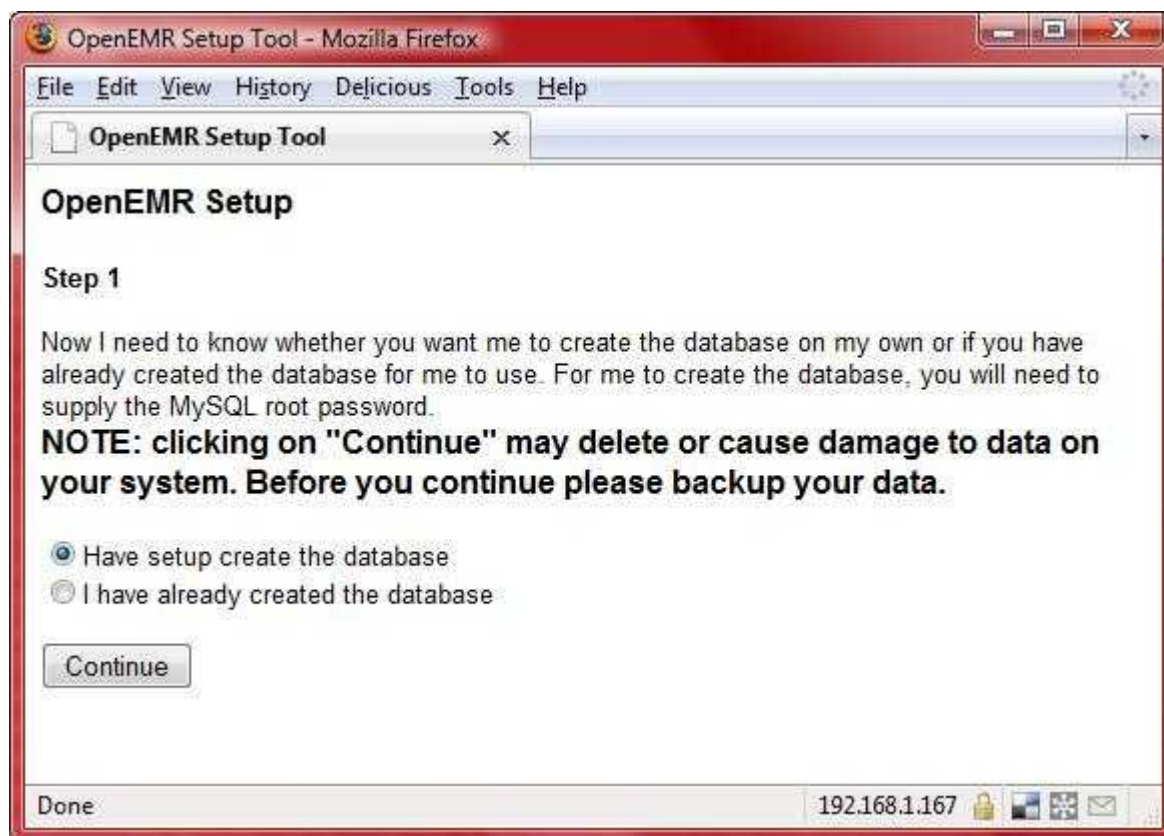 OpenEMR Setup Tool - Mozilla Firefox
File Edit View History Delicious Tools Help
OpenEMR Setup Tool
OpenEMR Setup
Step 1
Now I need to know whether you want me to create the database on my own or if you have
already created the database for me to use. For me to create the database, you will need to
supply the MySQL root password.
NOTE: clicking on "Continue" may delete or cause damage to data on
your system. Before you continue please backup your data.
Have setup create the database
I have already created the database
Continue
Done 192.168.1.167